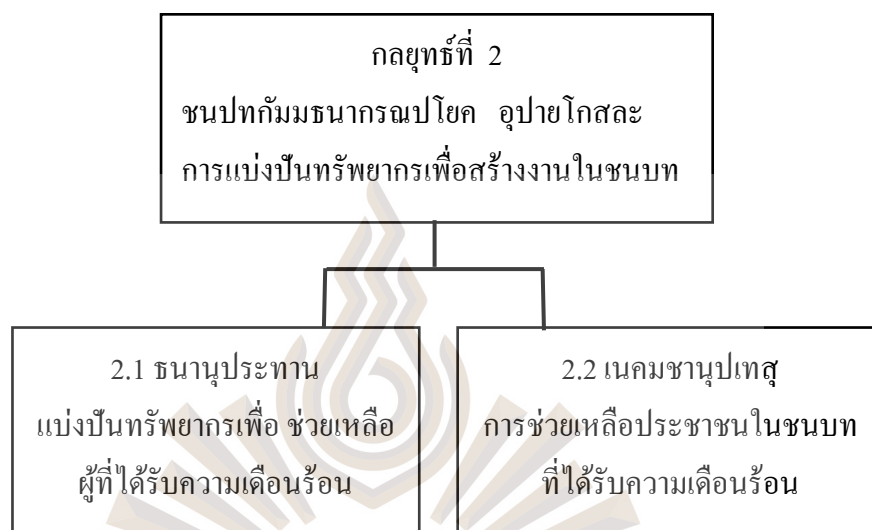 กลยุทธ์ที่ 2
ชนปทกัมมธนากรณปโยค อุปายโกสละ
การแบ่งปันทรัพยากรเพื่อสร้างงานในชนบท
2.1 ธนานุประทาน
แบ่งปันทรัพยากรเพื่อ ช่วยเหลือ
ผู้ที่ได้รับความเดือนร้อน
2.2 เนคมชานุปเทสุ
การช่วยเหลือประชาชนในชนบท
ที่ได้รับความเดือนร้อน